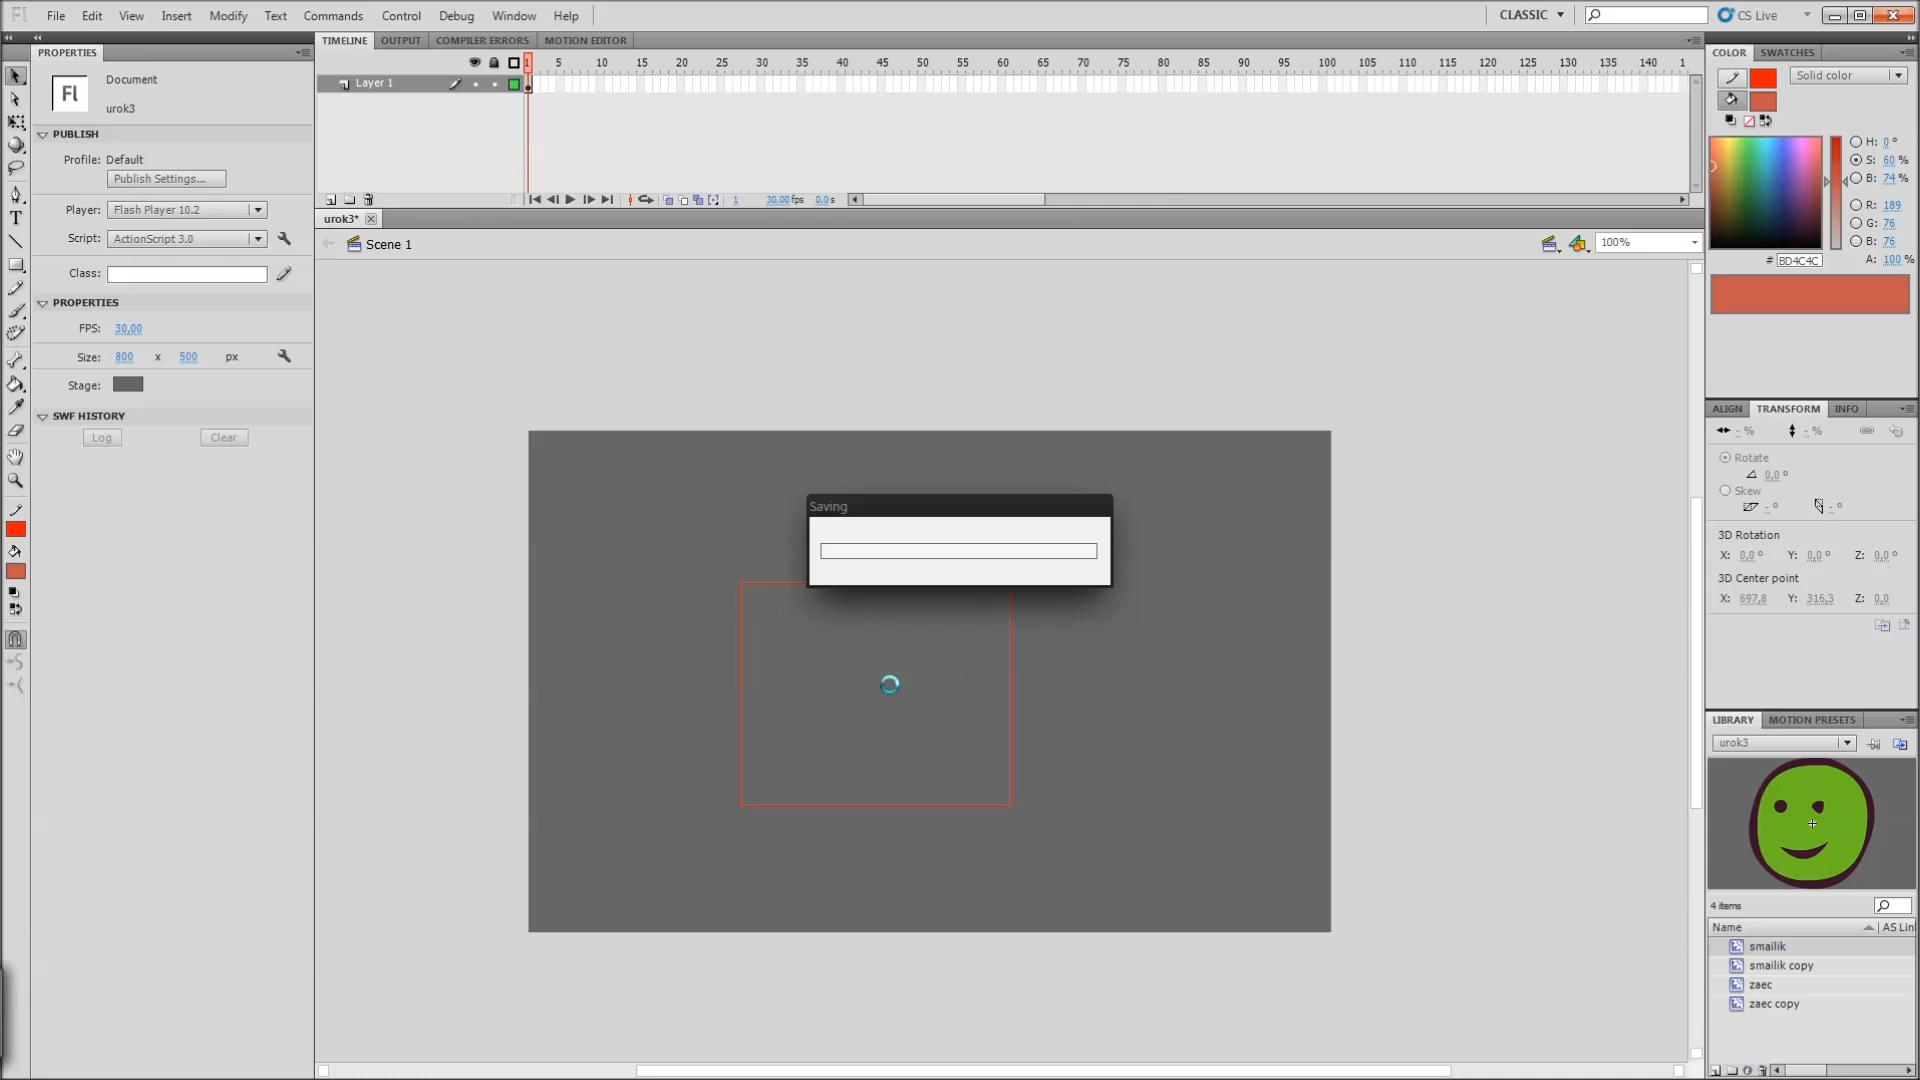 Fl File Edit View Insert Modify Text Commands Control Debug Window Help CLASSIC CS Live
PROPERTIES
Fl Document
urok3
PUBLISH
Profile: Default
Publish Settings...
Player: Flash Player 10.2
Script: ActionScript 3.0
Class:
PROPERTIES
FPS: 30,00
Size: 800 x 500 px
Stage:
SWF HISTORY
Log Clear
TIMELINE OUTPUT COMPILER ERRORS MOTION EDITOR
1 5 10 15 20 25 30 35 40 45 50 55 60 65 70 75 80 85 90 95 100 105 110 115 120 125 130 135 140 1
Layer 1
1 30,00 fps 0,0 s
urok3*
Scene 1 100%
Saving
COLOR SWATCHES
Solid color
H: 0 °
S: 60 %
B: 74 %
R: 189
G: 76
B: 76
# BD4C4C A: 100 %
ALIGN TRANSFORM INFO
- % - %
Rotate
0,0 °
Skew
- ° - °
3D Rotation
X: 0,0 ° Y: 0,0 ° Z: 0,0 °
3D Center point
X: 697,8 Y: 316,3 Z: 0,0
LIBRARY MOTION PRESETS
urok3
4 items
Name AS Lin
smailik
smailik copy
zaec
zaec copy